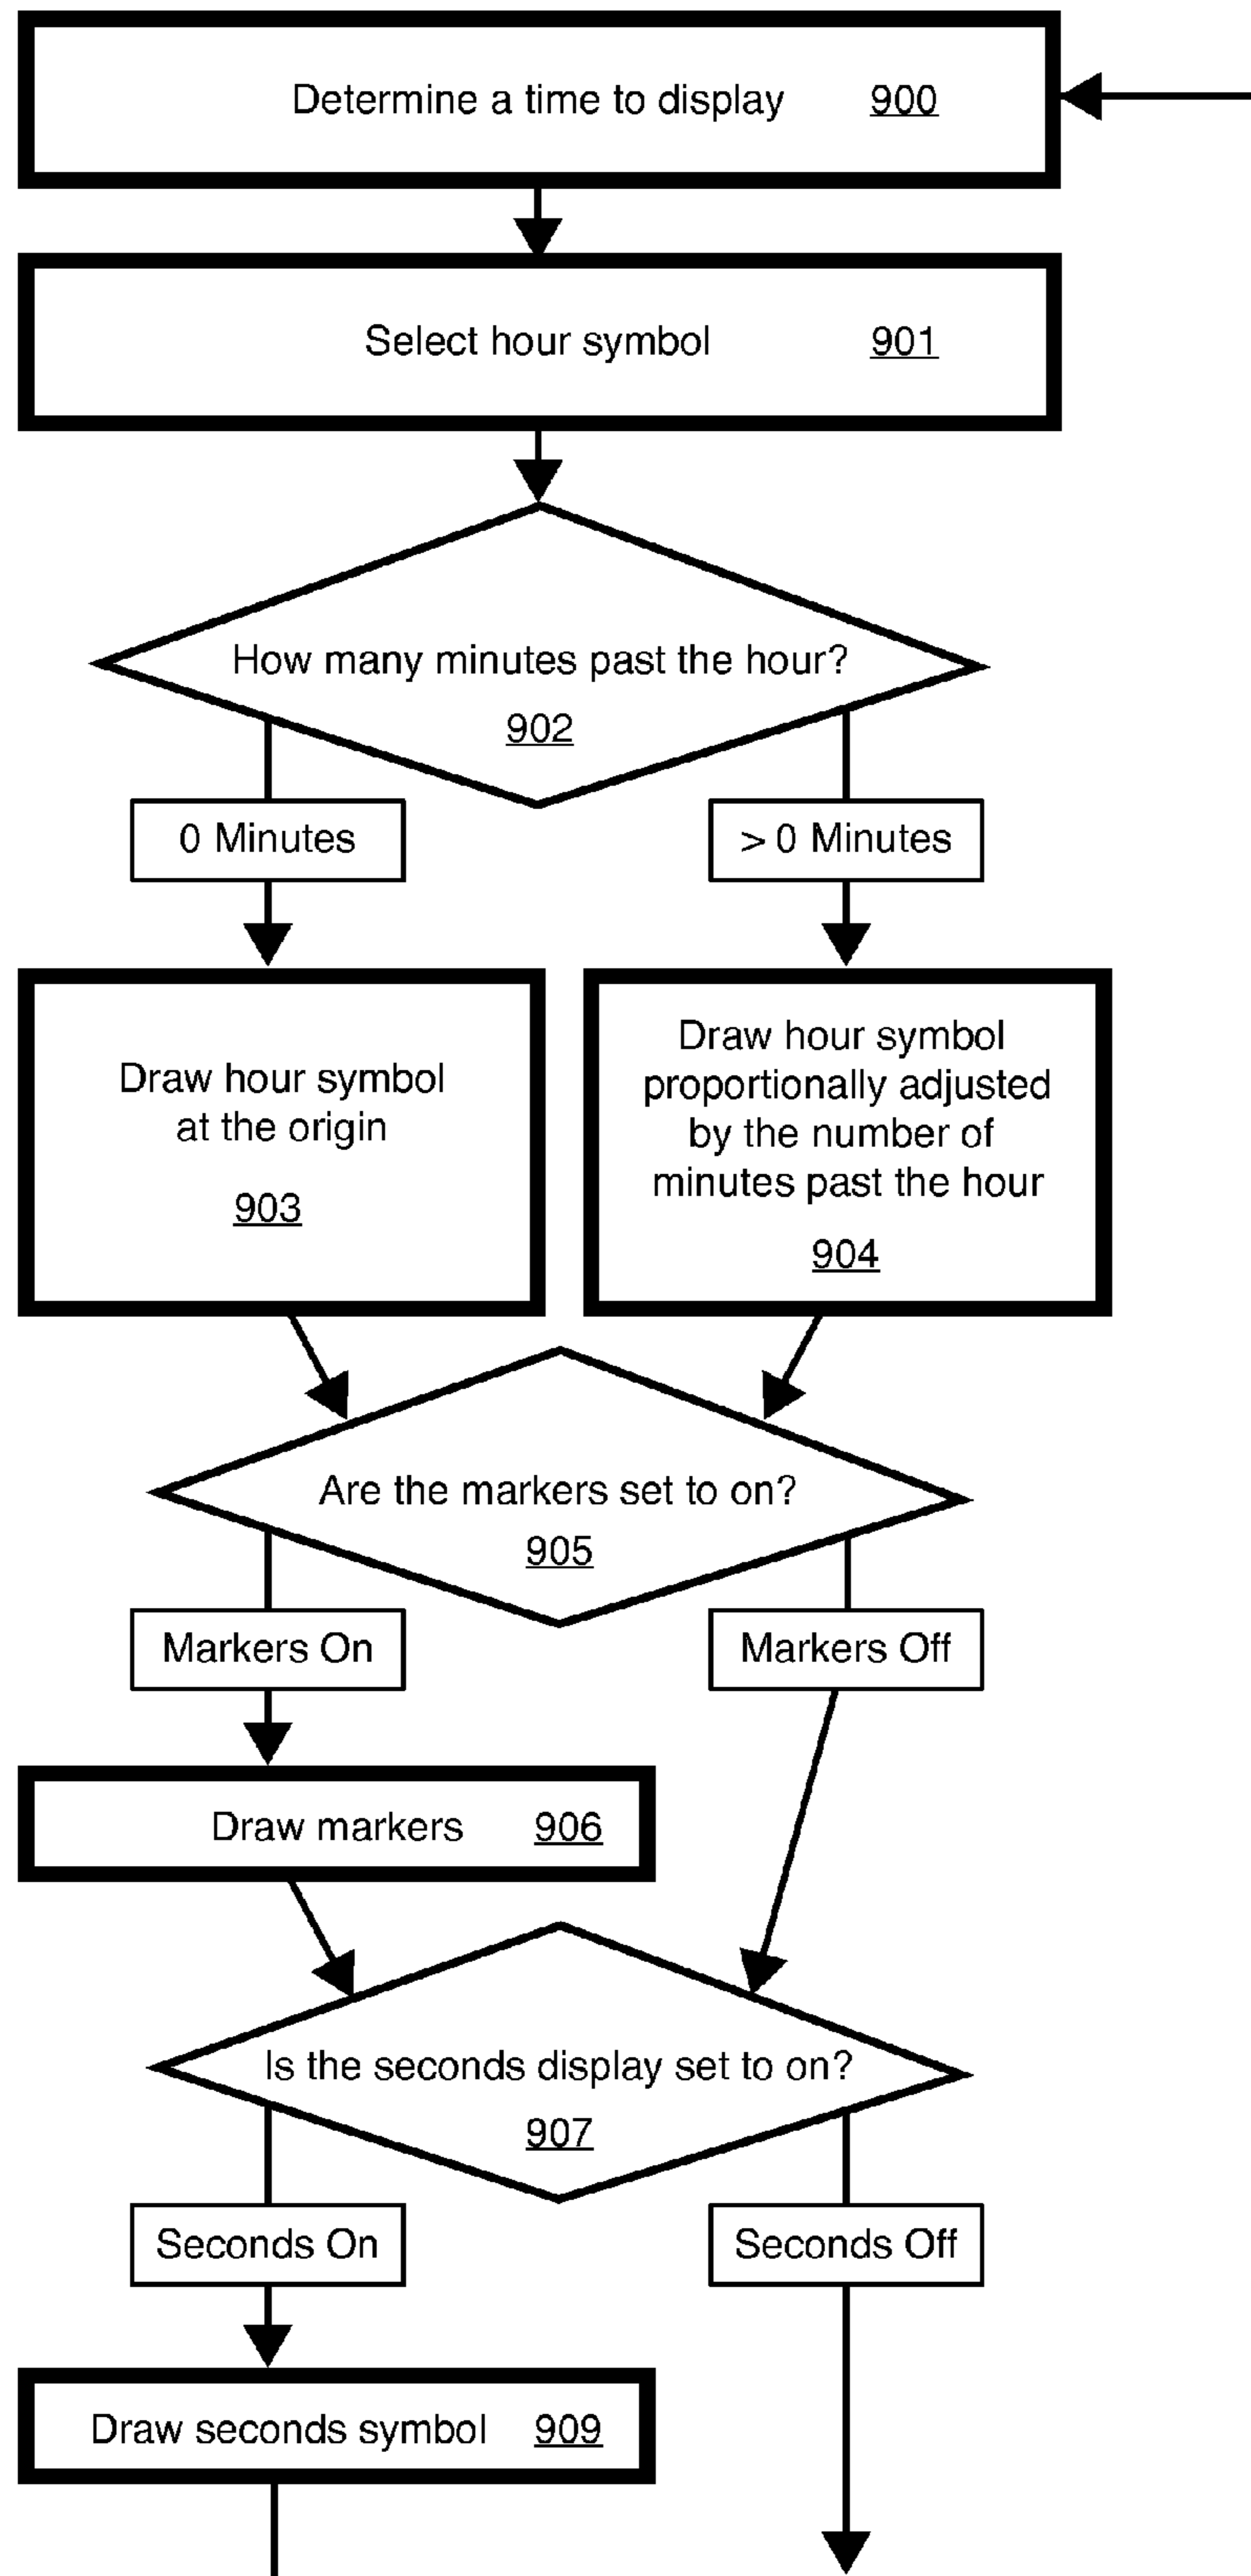 Determine a time to display 900
Select hour symbol 901
How many minutes past the hour?
902
0 Minutes
> 0 Minutes
Draw hour symbol
at the origin
903
Draw hour symbol
proportionally adjusted
by the number of
minutes past the hour
904
Are the markers set to on?
905
Markers On
Markers Off
Draw markers 906
Is the seconds display set to on?
907
Seconds On
Seconds Off
Draw seconds symbol 909